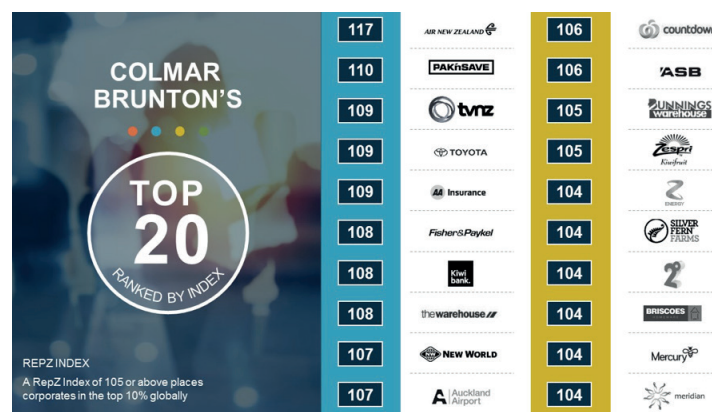 COLMAR
BRUNTON'S
TOP
20
RANKED BY INDEX
REPZ INDEX
A RepZ Index of 105 or above places
corporates in the top 10% globally
117 AIR NEW ZEALAND
110 PAK'nSAVE
109 tvnz
109 TOYOTA
109 AA Insurance
108 Fisher&Paykel
108 Kiwi
bank.
108 thewarehouse
107 NW NEW WORLD
107 A Auckland
Airport
106 countdown
106 ASB
105 BUNNINGS
warehouse
105 Zespri
Kiwifruit
104 Z
ENERGY
104 SILVER
FERN
FARMS
104 2°
104 BRISCOES
104 Mercury
104 meridian